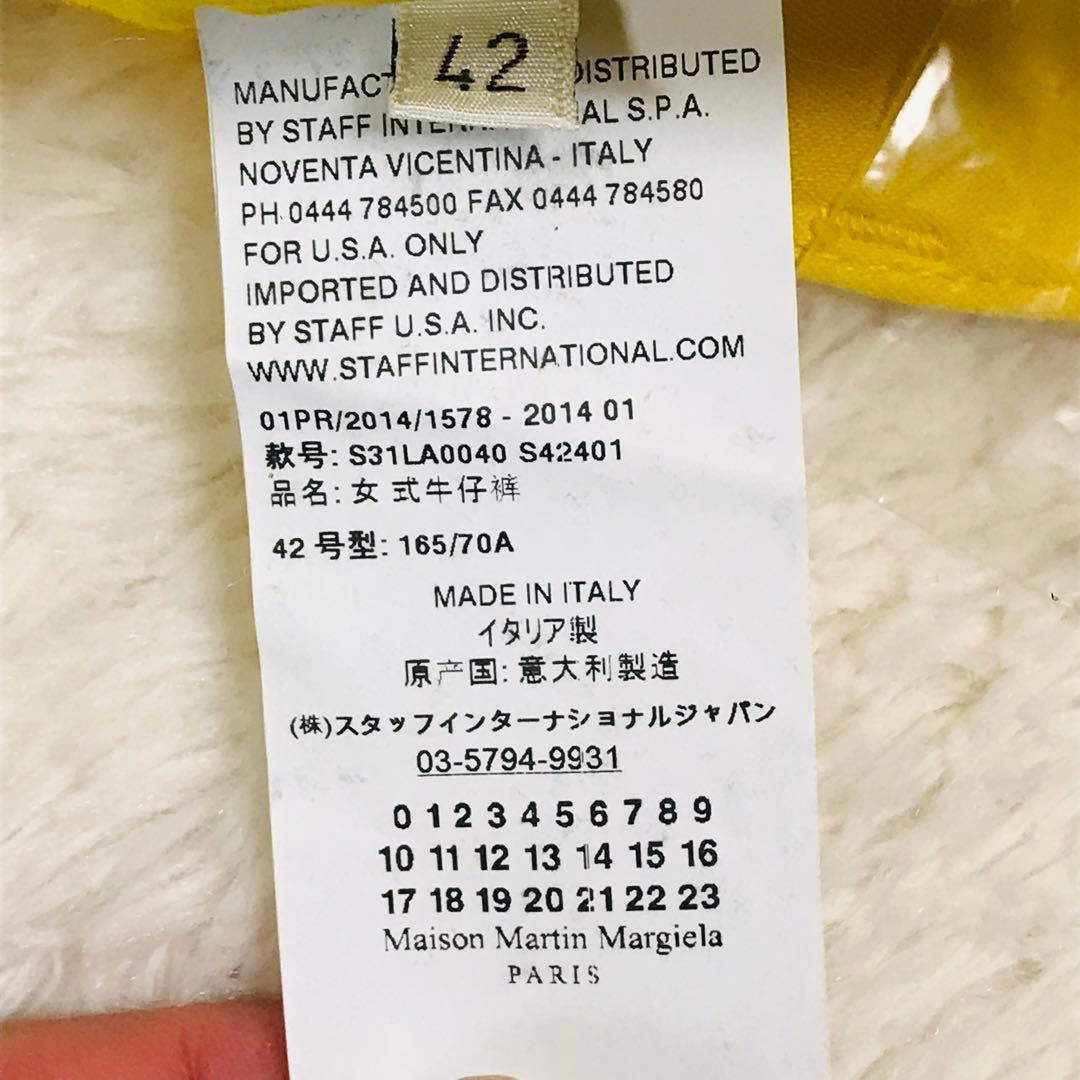 42
MANUFACT DISTRIBUTED
BY STAFF S.P.A.
NOVENTA VICENTINA - ITALY
PH 0444 784500 FAX 0444 784580
FOR U.S.A. ONLY
IMPORTED AND DISTRIBUTED
BY STAFF U.S.A. INC.
WWW.STAFFINTERNATIONAL.COM
01PR/2014/1578 - 2014 01
款号: S31LA0040 S42401
品名: 女式牛仔裤
42 号型: 165/70A
MADE IN ITALY
イタリア製
原产国: 意大利製造
(株)スタッフインターナショナルジャパン
03-5794-9931
0 1 2 3 4 5 6 7 8 9
10 11 12 13 14 15 16
17 18 19 20 21 22 23
Maison Martin Margiela
PARIS